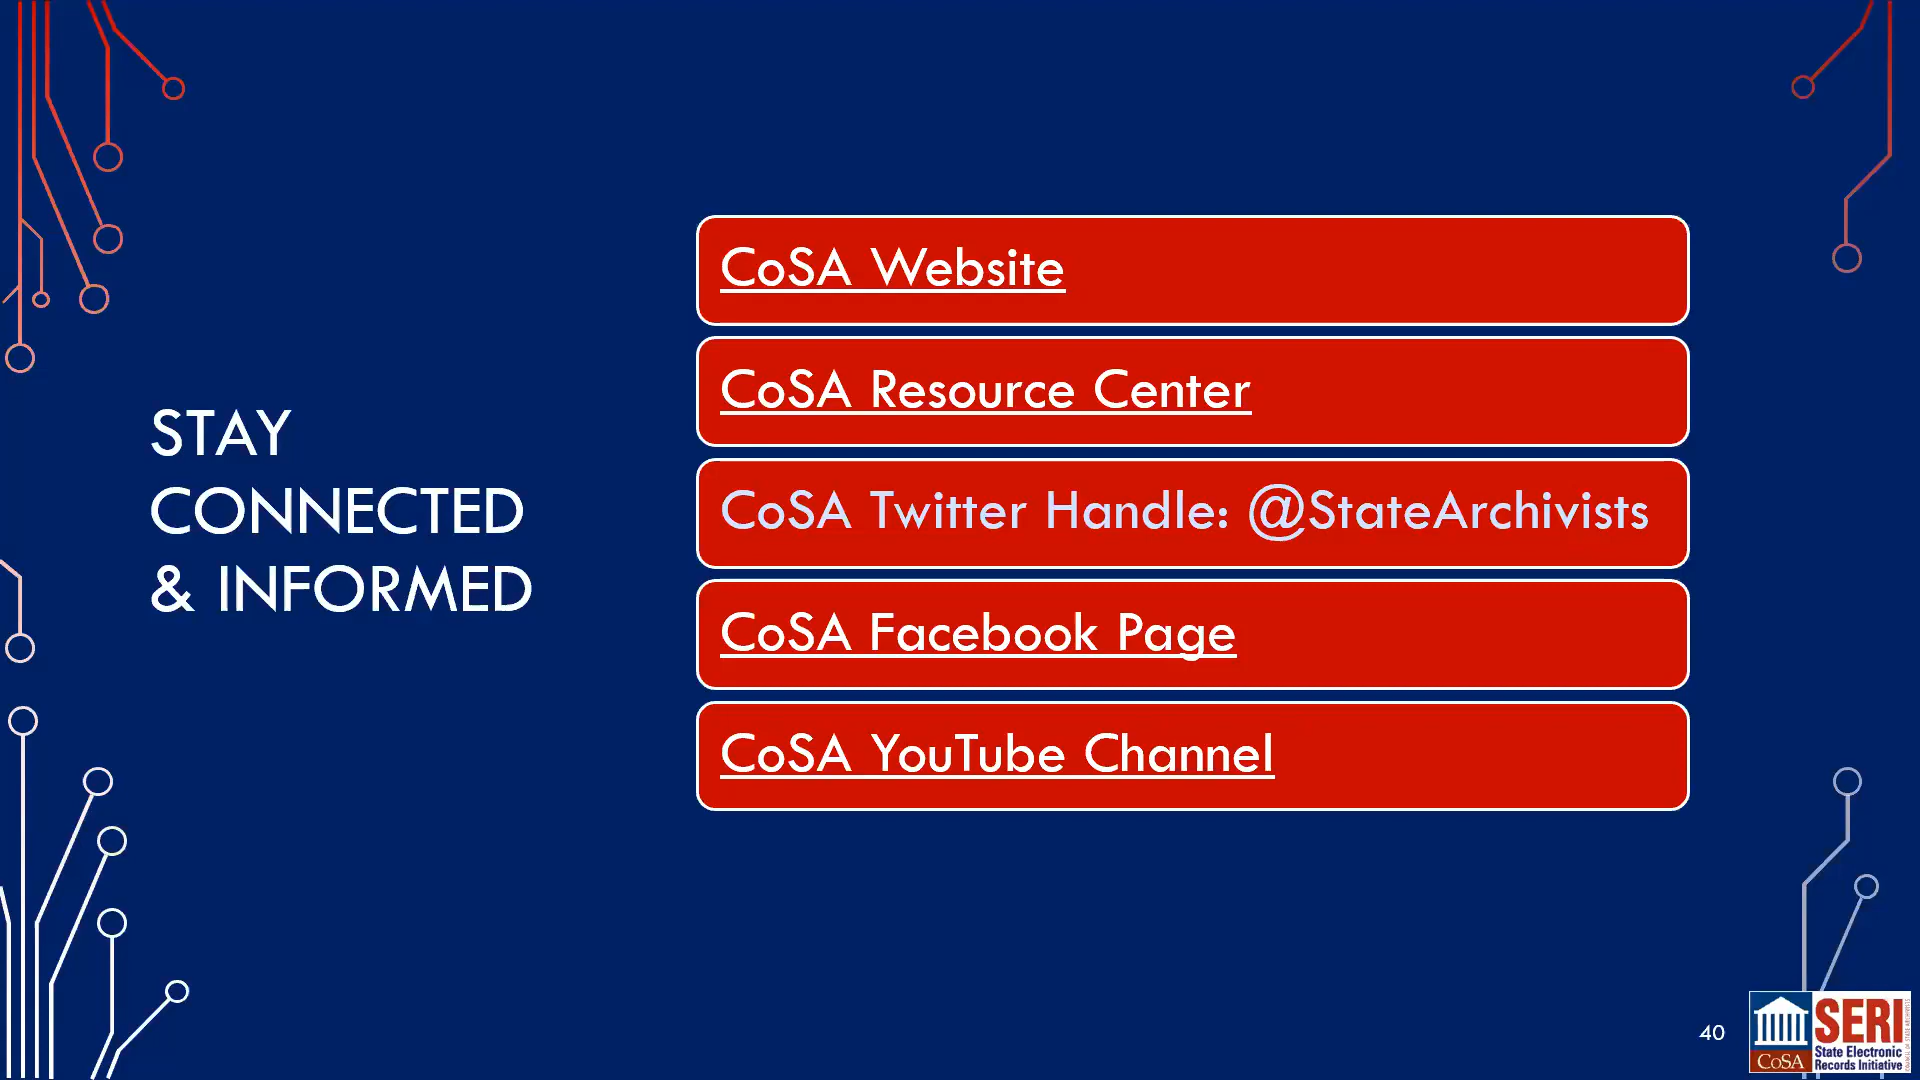 STAY
CONNECTED
& INFORMED
CoSA Website
CoSA Resource Center
CoSA Twitter Handle: @StateArchivists
CoSA Facebook Page
CoSA YouTube Channel
40
CoSA
SERI
State Electronic
Records Initiative